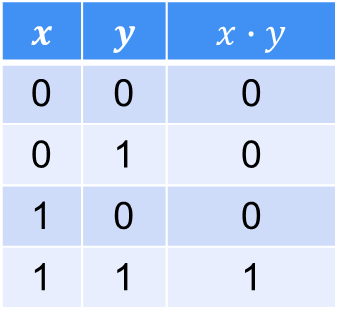 x y x · y
0 0 0
0 1 0
1 0 0
1 1 1